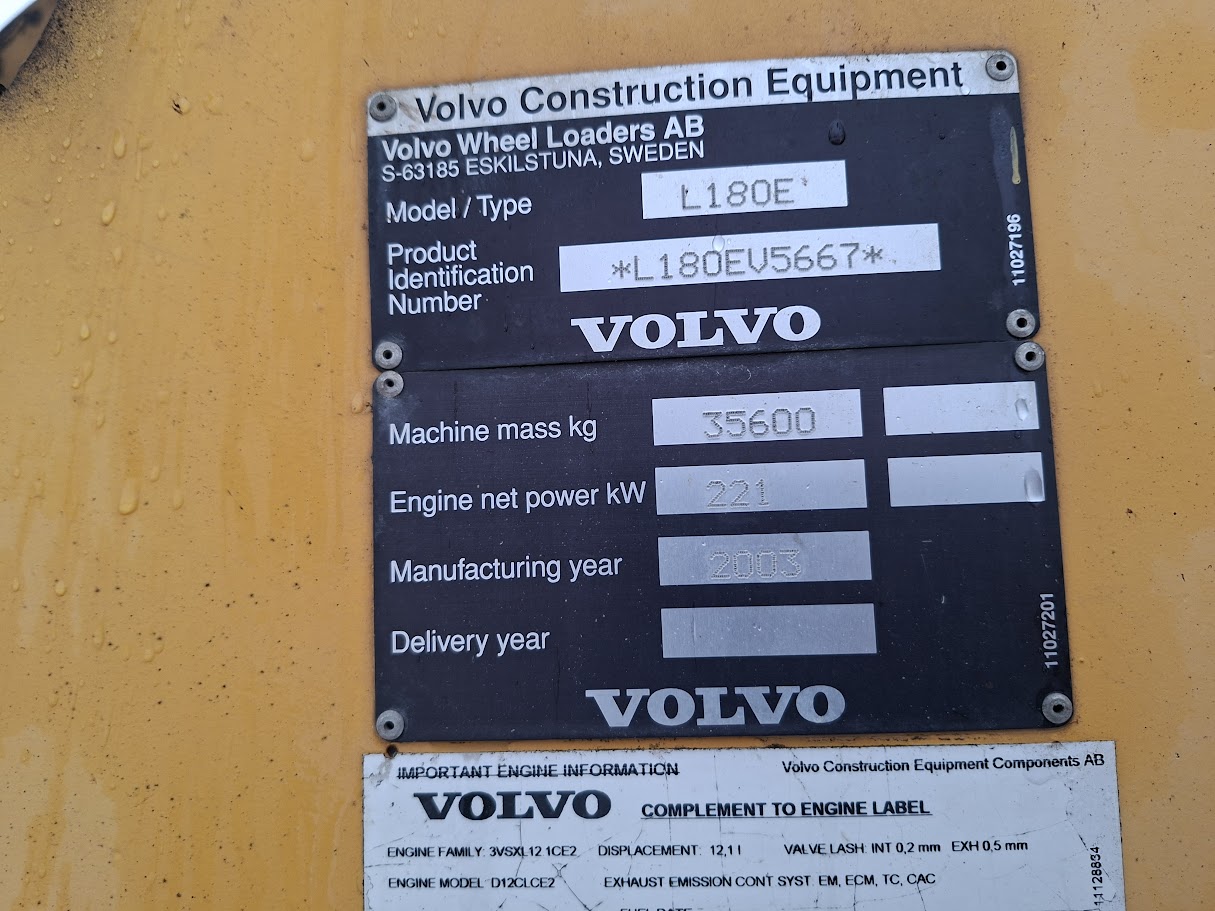 Volvo Construction Equipment
Volvo Wheel Loaders AB
S-63185 ESKILSTUNA, SWEDEN
Model / Type L180E
Product Identification Number *L180EV5667*
11027196
VOLVO
Machine mass kg 35600
Engine net power kW 221
Manufacturing year 2003
Delivery year
11027201
VOLVO
IMPORTANT ENGINE INFORMATION Volvo Construction Equipment Components AB
VOLVO COMPLEMENT TO ENGINE LABEL
ENGINE FAMILY: 3VSXL12.1CE2 DISPLACEMENT: 12,1 l VALVE LASH: INT 0,2 mm EXH 0,5 mm
ENGINE MODEL: D12CLCE2 EXHAUST EMISSION CONT SYST. EM, ECM, TC, CAC
11128834